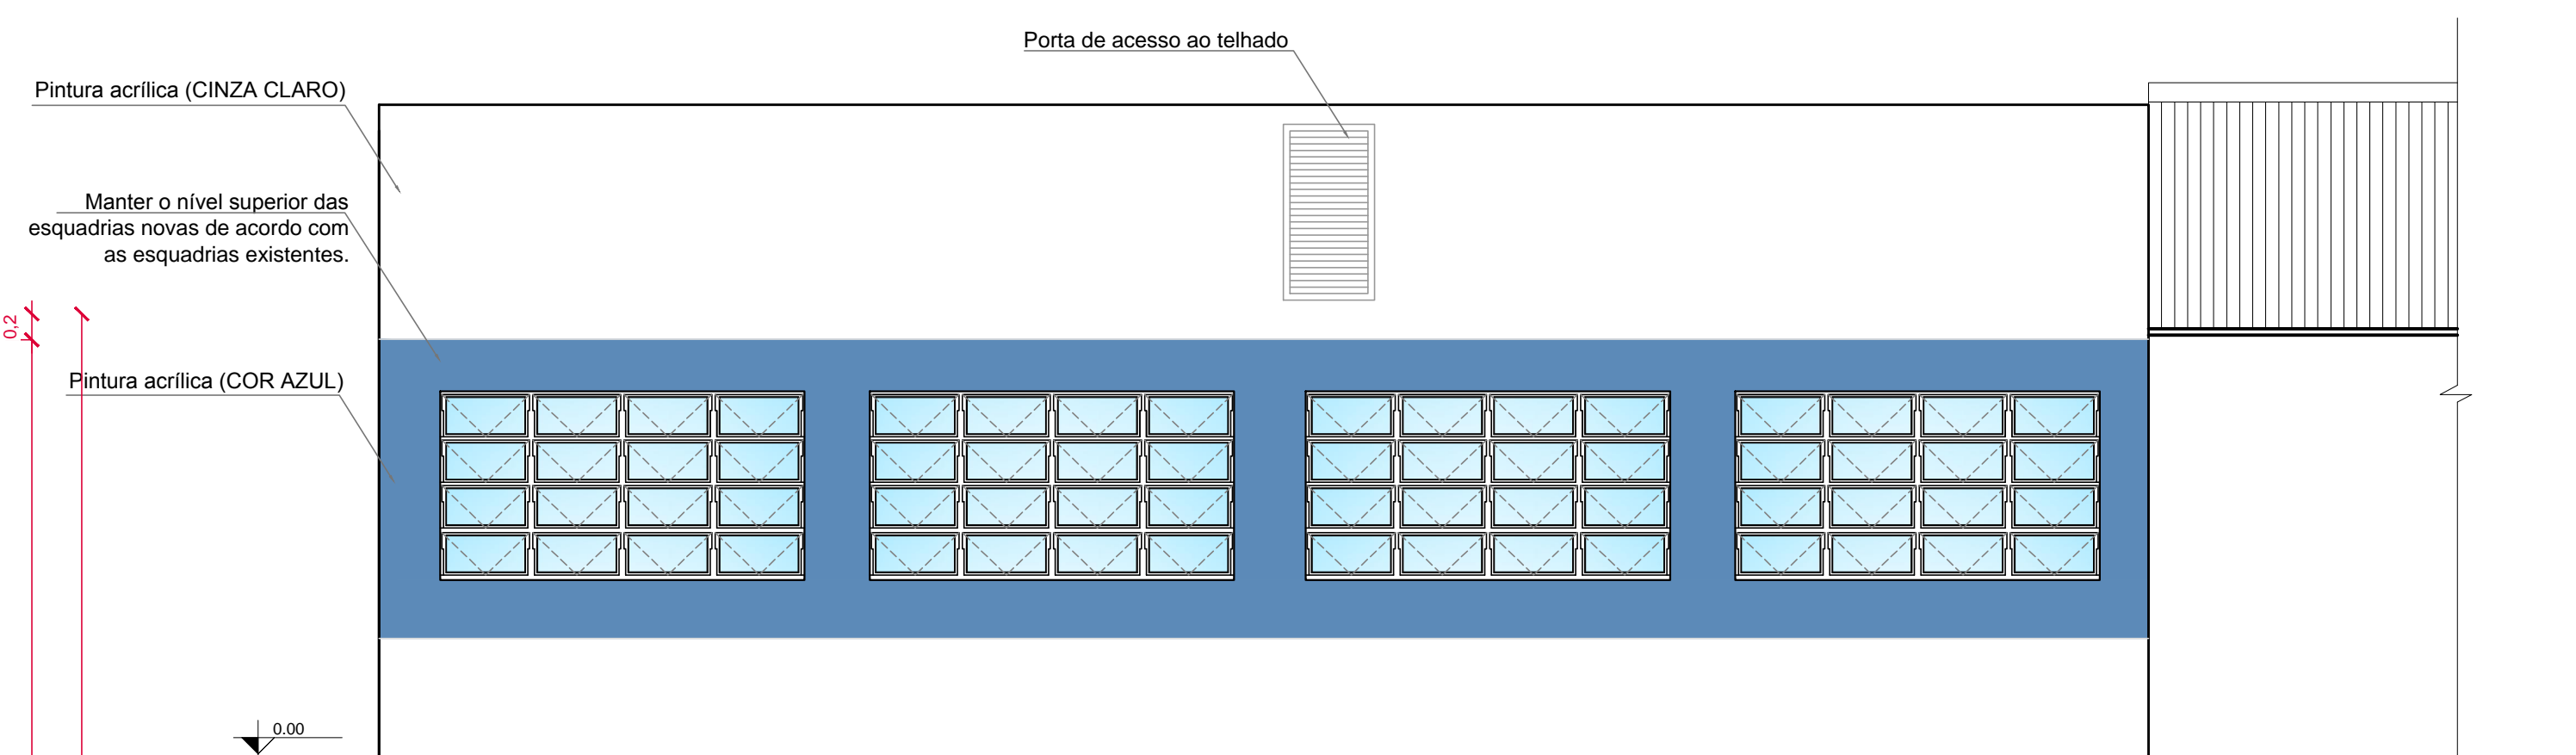 Porta de acesso ao telhado
Pintura acrílica (CINZA CLARO)
Manter o nível superior das
esquadrias novas de acordo com
as esquadrias existentes.
0,2
Pintura acrílica (COR AZUL)
0.00